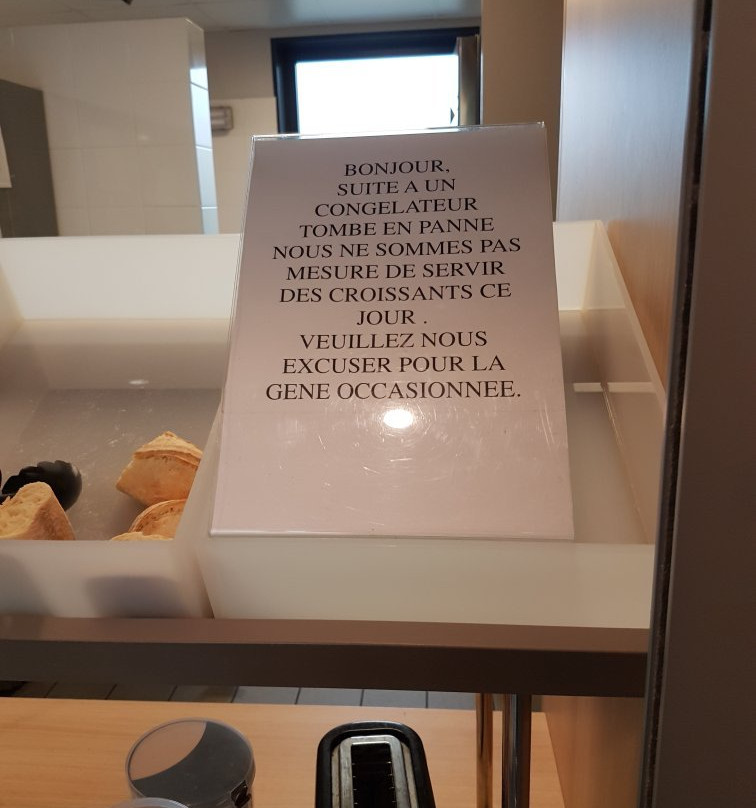 BONJOUR,
SUITE A UN
CONGELATEUR
TOMBE EN PANNE
NOUS NE SOMMES PAS
MESURE DE SERVIR
DES CROISSANTS CE
JOUR .
VEUILLEZ NOUS
EXCUSER POUR LA
GENE OCCASIONNEE.